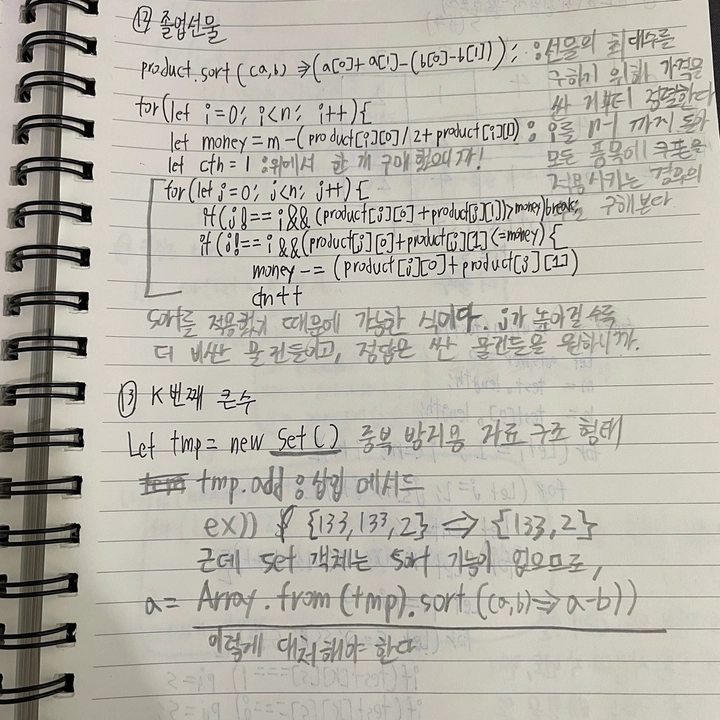 ⑫ 졸업선물
product.sort((a,b)⇒(a[0]+a[1]-(b[0]-b[1])); : 선물의 최대수를
구하기 위해 가격을
싼 거부터 정렬한다
for(let i=0; i<n; i++){
let money=m-(product[i][0]/2+product[i][1]) : i를 n-1 까지 돌아
let ctn=1 : 위에서 한 개 구매했으니까! 모든 품목에 쿠폰을
적용시키는 경우의
for(let j=0; j<n; j++){
if(j!==i&&(product[j][0]+product[j][1])>money)break; 구해본다.
if(j!==i&&(product[j][0]+product[j][1]<=money){
money-=(product[j][0]+product[j][1])
cnt++
sort를 적용했기 때문에 가능한 식이다. j가 높아질수록
더 비싼 물건들이고, 정답은 싼 물건들을 원하니까.
⑬ K번째 큰수
Let tmp=new Set() 중복 방지용 자료구조 형태
tmp.add : 삽입 메서드
ex)) {133,133,2} ⇔ {133,2}
근데 set 객체는 sort 기능이 없으므로,
a= Array.from(tmp).sort((a,b)⇒a-b))
이렇게 대처해야 한다